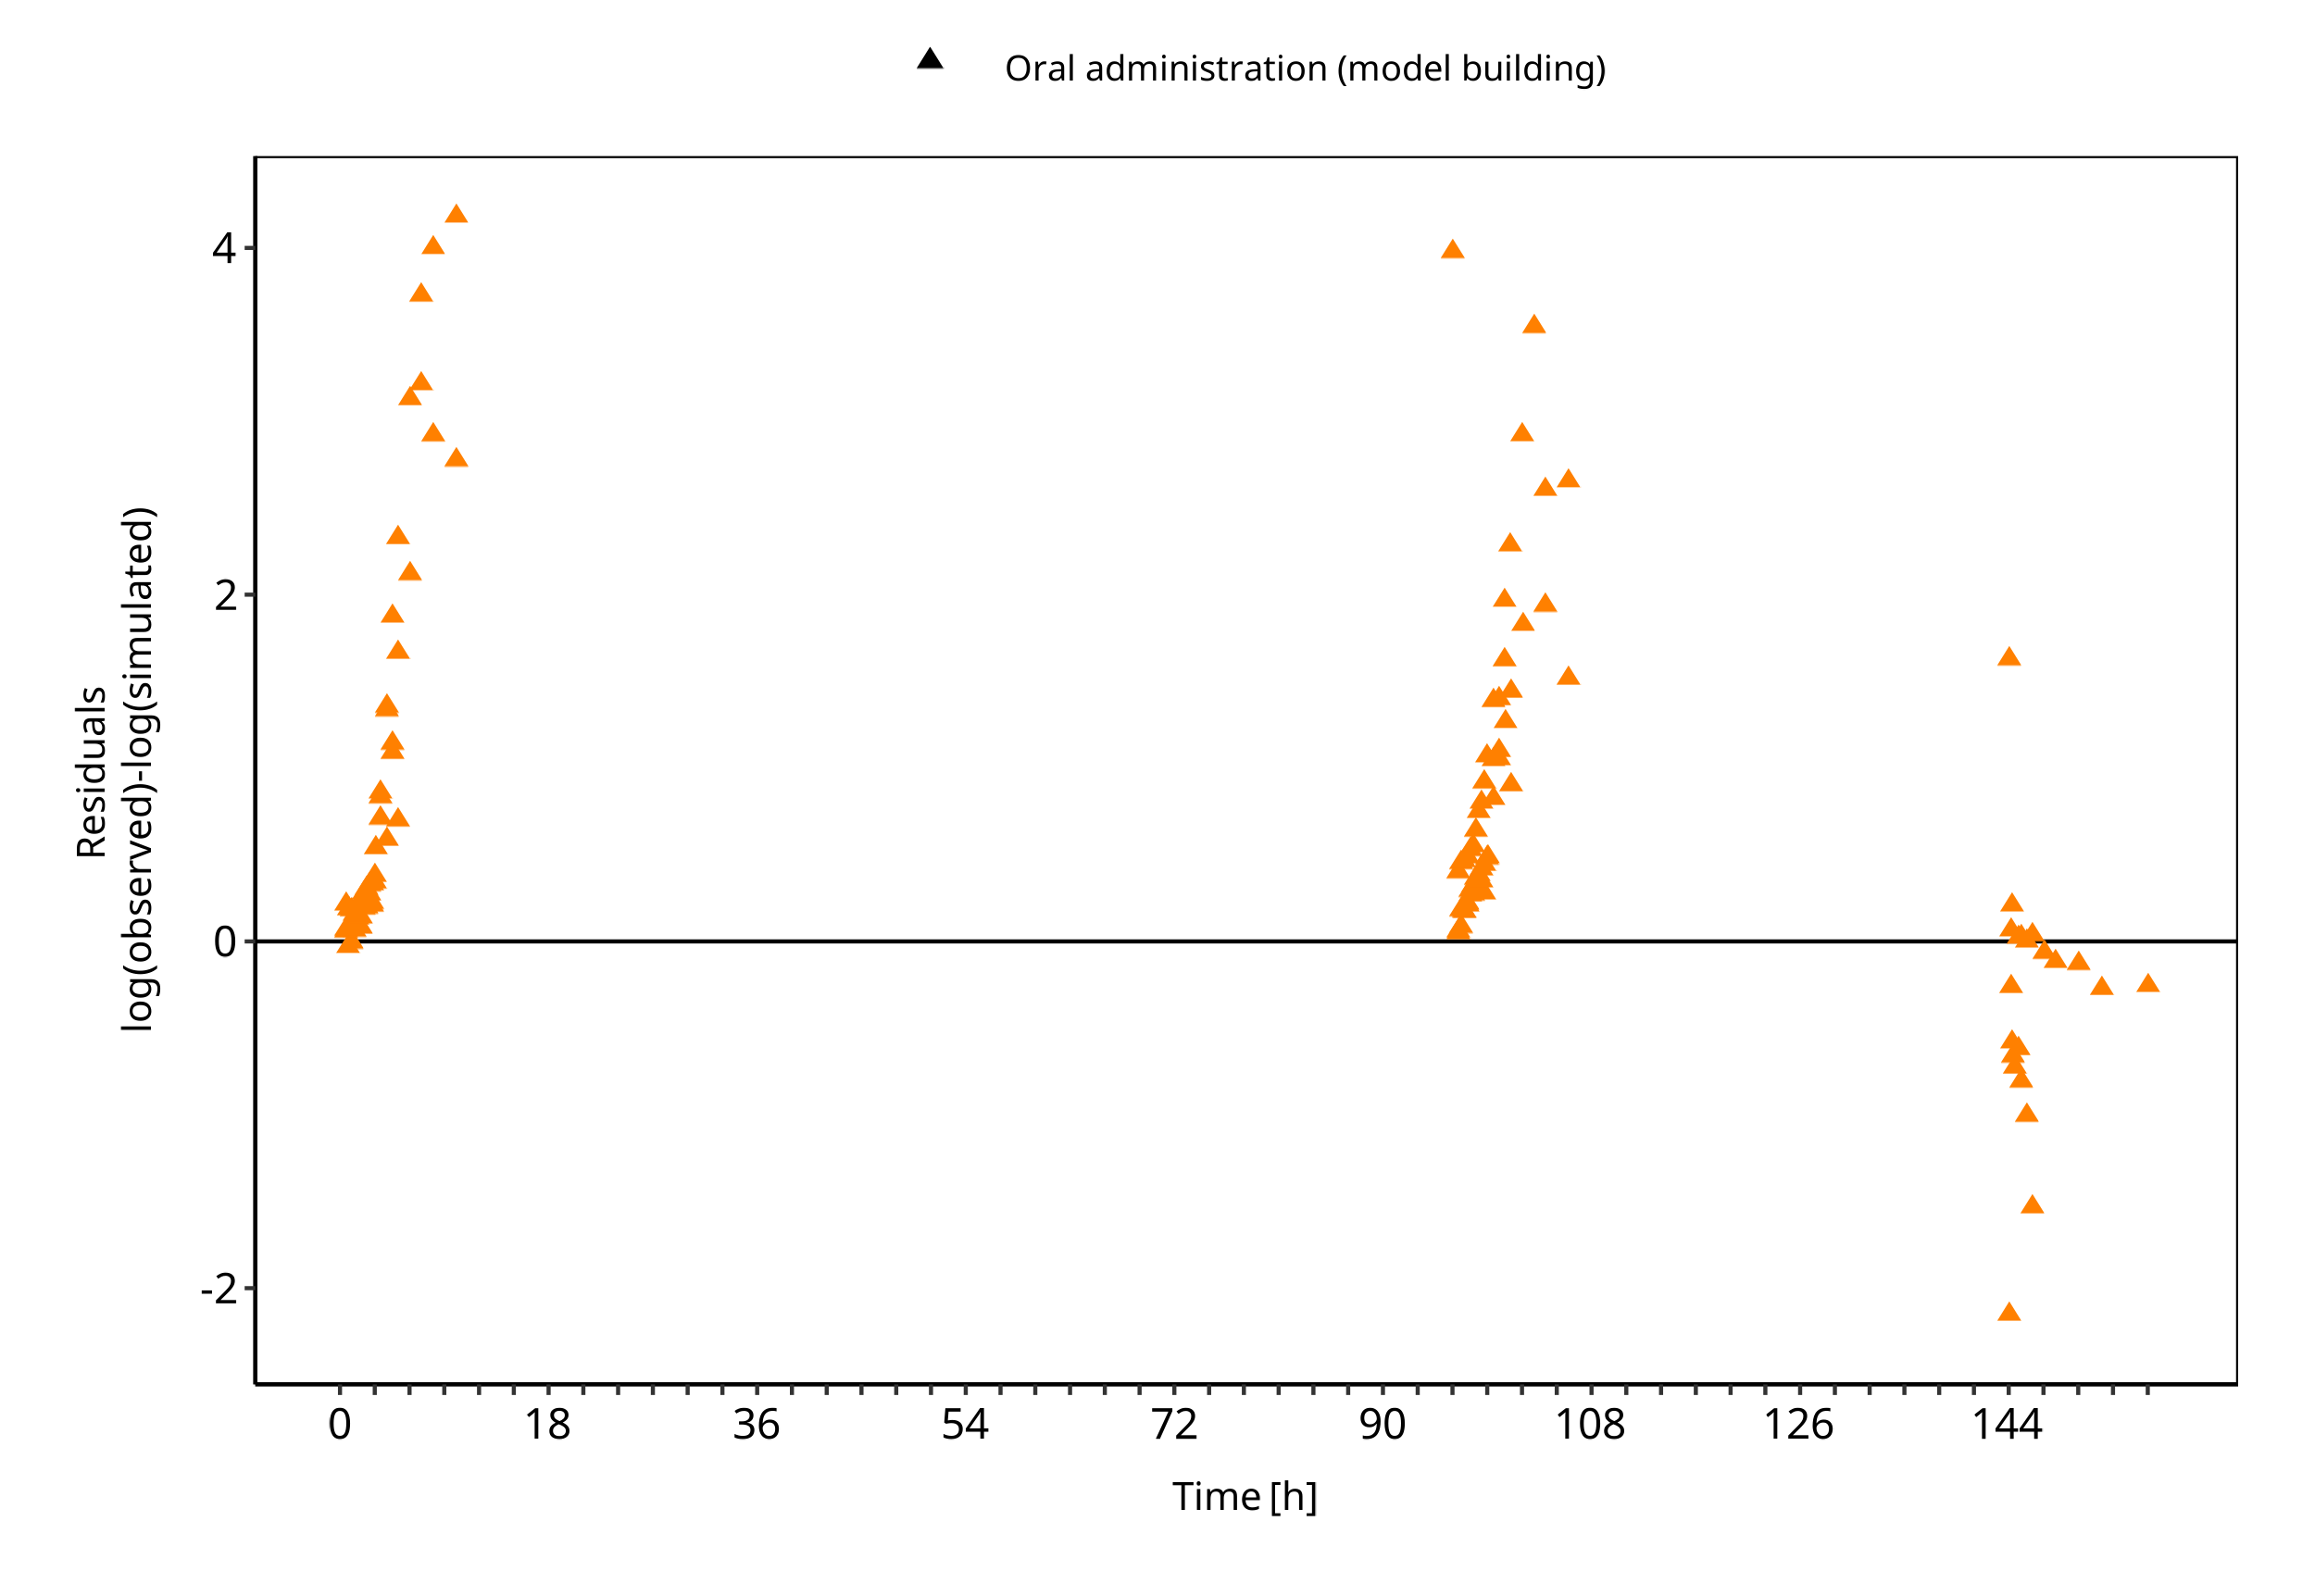 Oral administration (model building)
4
2
0
-2
Residuals
log(observed)-log(simulated)
0 18 36 54 72 90 108 126 144
Time [h]